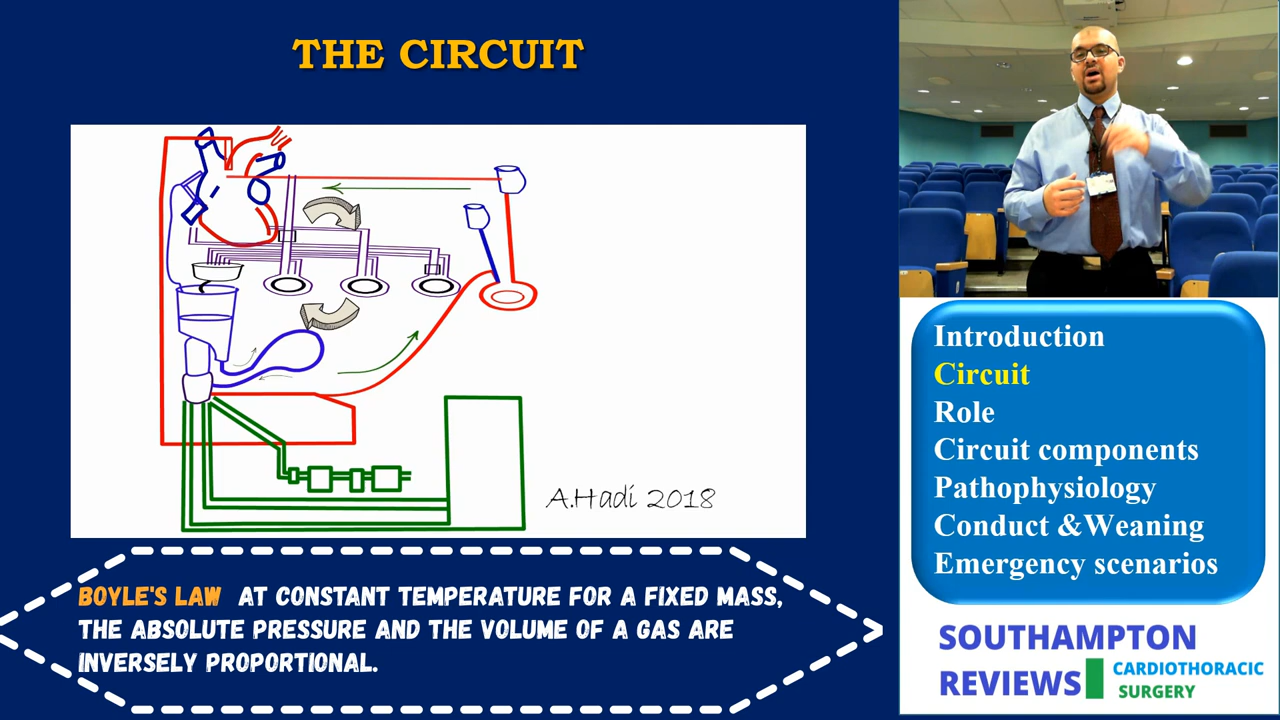 THE CIRCUIT
A.Hadi 2018
BOYLE'S LAW AT CONSTANT TEMPERATURE FOR A FIXED MASS,
THE ABSOLUTE PRESSURE AND THE VOLUME OF A GAS ARE
INVERSELY PROPORTIONAL.
Introduction
Circuit
Role
Circuit components
Pathophysiology
Conduct &Weaning
Emergency scenarios
SOUTHAMPTON
REVIEWS
CARDIOTHORACIC
SURGERY